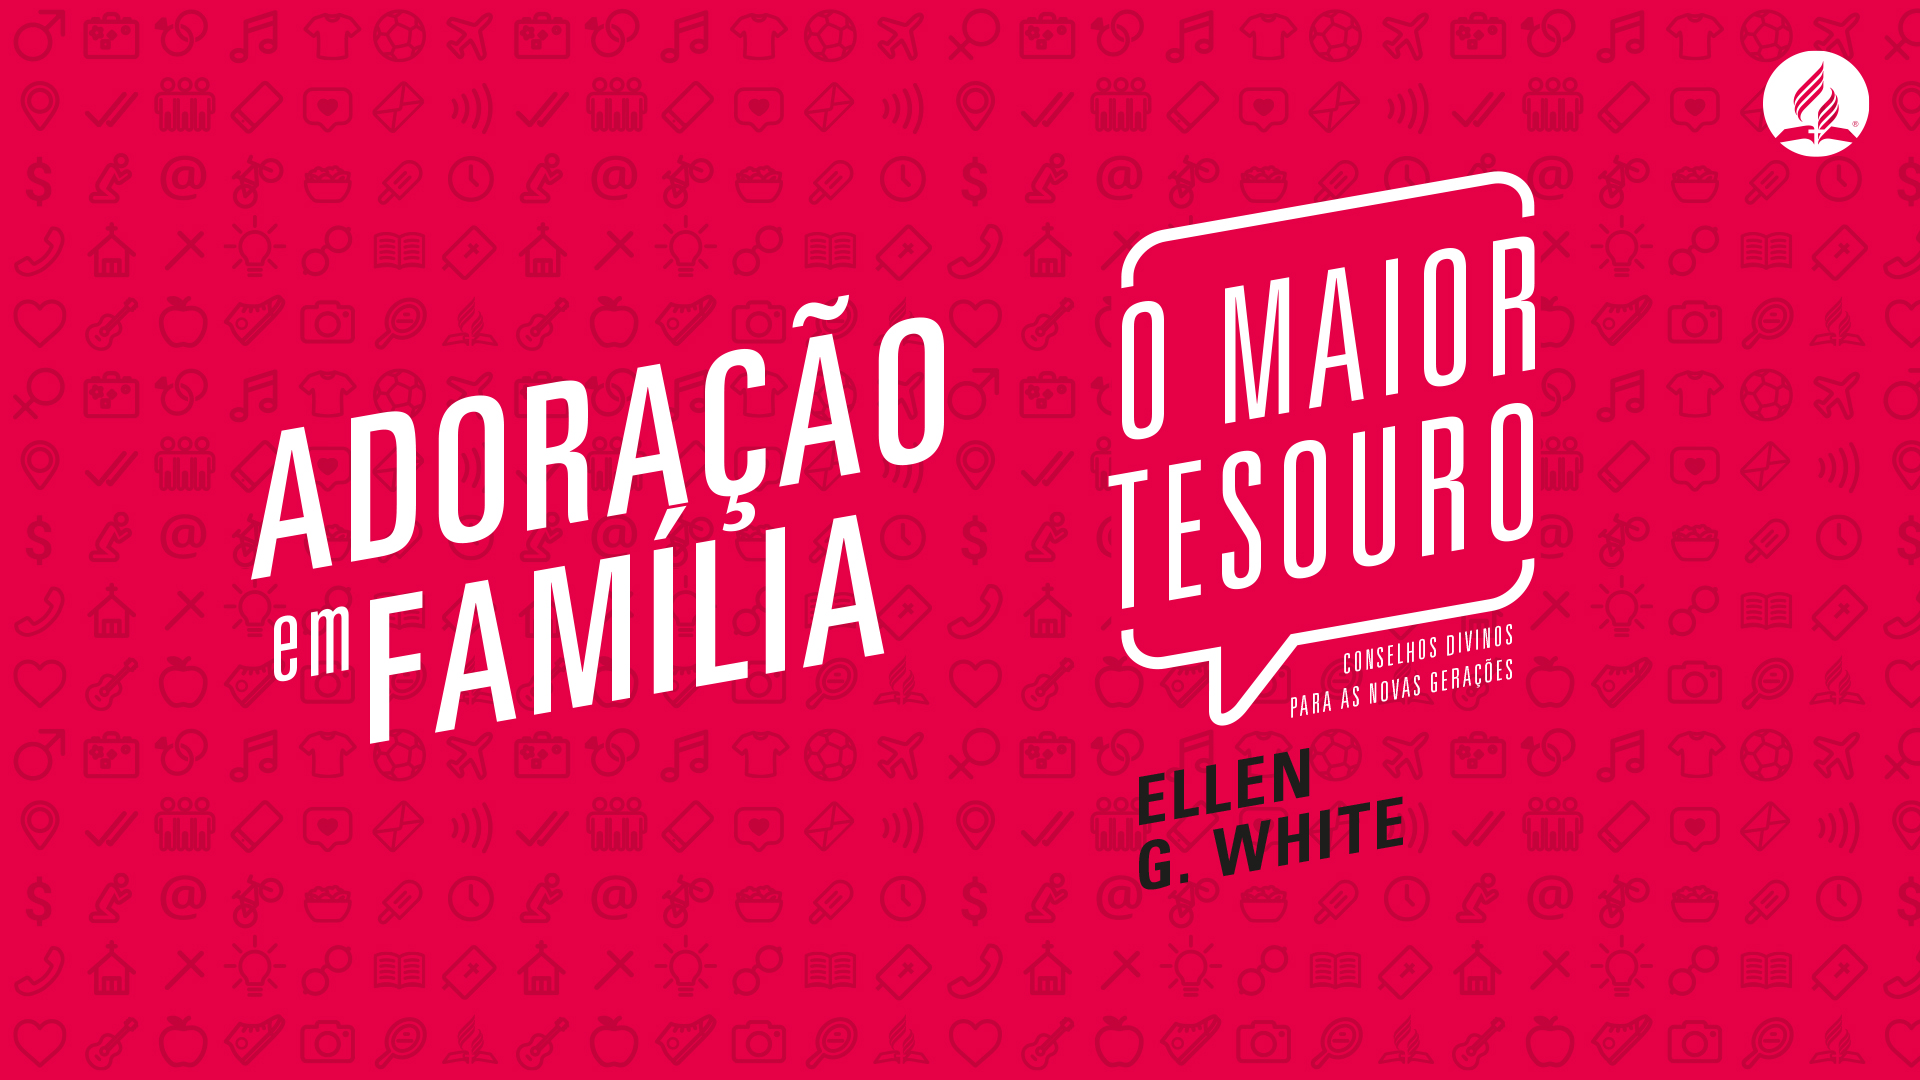 ADORAÇÃO
em FAMÍLIA
O MAIOR
TESOURO
CONSELHOS DIVINOS
PARA AS NOVAS GERAÇÕES
ELLEN
G. WHITE
®